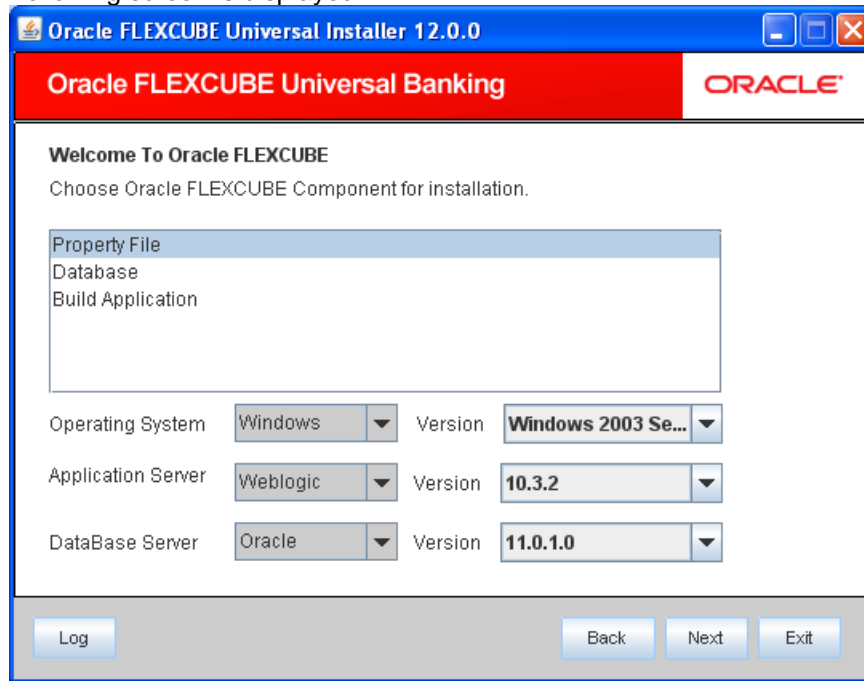 Oracle FLEXCUBE Universal Installer 12.0.0
Oracle FLEXCUBE Universal Banking
ORACLE
Welcome To Oracle FLEXCUBE
Choose Oracle FLEXCUBE Component for installation.
Property File
Database
Build Application
Operating System Windows Version Windows 2003 Se...
Application Server Weblogic Version 10.3.2
DataBase Server Oracle Version 11.0.1.0
Log Back Next Exit